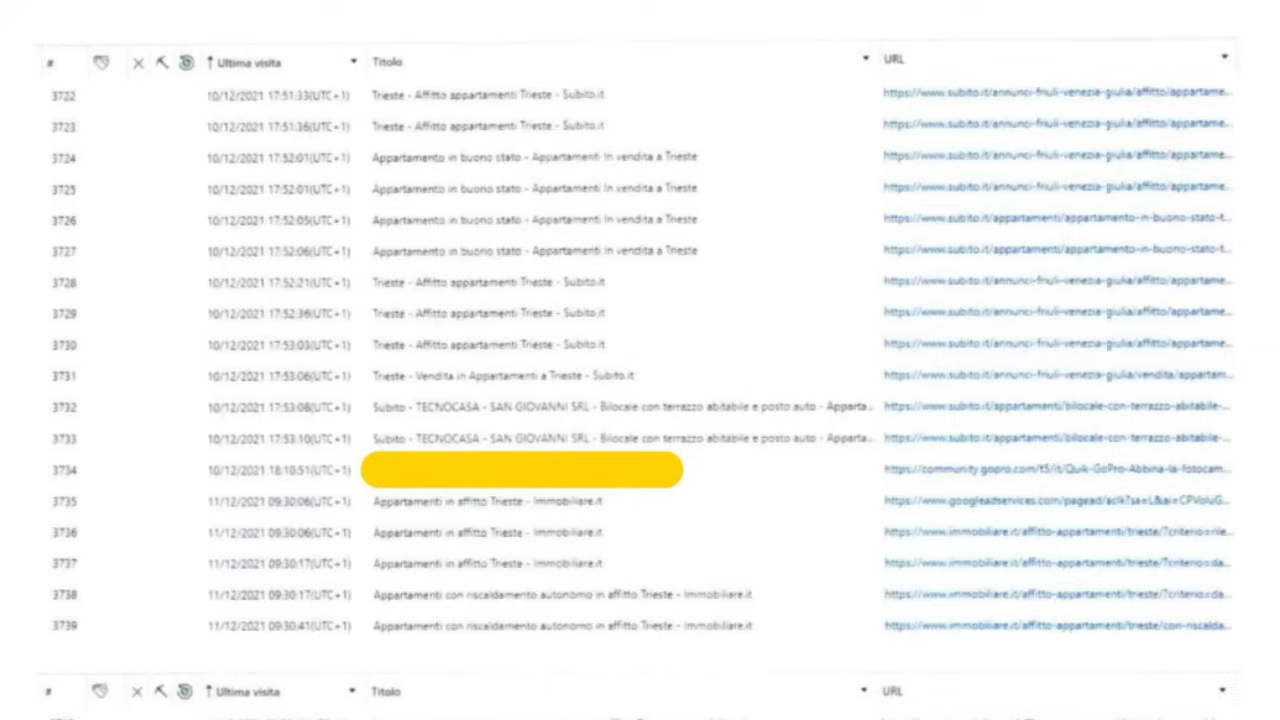 # ↑ Ultima visita Titolo URL
3722 10/12/2021 17:51:33(UTC+1) Trieste - Affitto appartamenti Trieste - Subito.it https://www.subito.it/annunci-friuli-venezia-giulia/affitto/appartame...
3723 10/12/2021 17:51:36(UTC+1) Trieste - Affitto appartamenti Trieste - Subito.it https://www.subito.it/annunci-friuli-venezia-giulia/affitto/appartame...
3724 10/12/2021 17:52:01(UTC+1) Appartamento in buono stato - Appartamenti In vendita a Trieste https://www.subito.it/annunci-friuli-venezia-giulia/affitto/appartame...
3725 10/12/2021 17:52:01(UTC+1) Appartamento in buono stato - Appartamenti In vendita a Trieste https://www.subito.it/annunci-friuli-venezia-giulia/affitto/appartame...
3726 10/12/2021 17:52:05(UTC+1) Appartamento in buono stato - Appartamenti In vendita a Trieste https://www.subito.it/appartamenti/appartamento-in-buono-stato-t...
3727 10/12/2021 17:52:06(UTC+1) Appartamento in buono stato - Appartamenti In vendita a Trieste https://www.subito.it/appartamenti/appartamento-in-buono-stato-t...
3728 10/12/2021 17:52:21(UTC+1) Trieste - Affitto appartamenti Trieste - Subito.it https://www.subito.it/annunci-friuli-venezia-giulia/affitto/appartame...
3729 10/12/2021 17:52:36(UTC+1) Trieste - Affitto appartamenti Trieste - Subito.it https://www.subito.it/annunci-friuli-venezia-giulia/affitto/appartame...
3730 10/12/2021 17:53:03(UTC+1) Trieste - Affitto appartamenti Trieste - Subito.it https://www.subito.it/annunci-friuli-venezia-giulia/affitto/appartame...
3731 10/12/2021 17:53:06(UTC+1) Trieste - Vendita in Appartamenti a Trieste - Subito.it https://www.subito.it/annunci-friuli-venezia-giulia/vendita/appartam...
3732 10/12/2021 17:53:08(UTC+1) Subito - TECNOCASA - SAN GIOVANNI SRL - Bilocale con terrazzo abitabile e posto auto - Apparta... https://www.subito.it/appartamenti/bilocale-con-terrazzo-abitabile-...
3733 10/12/2021 17:53:10(UTC+1) Subito - TECNOCASA - SAN GIOVANNI SRL - Bilocale con terrazzo abitabile e posto auto - Apparta... https://www.subito.it/appartamenti/bilocale-con-terrazzo-abitabile-...
3734 10/12/2021 18:10:51(UTC+1) https://community.gopro.com/t5/it/Quik-GoPro-Abbina-la-fotocam...
3735 11/12/2021 09:30:06(UTC+1) Appartamenti in affitto Trieste - Immobiliare.it https://www.googleadservices.com/pagead/aclk?sa=L&ai=CPVoIuG...
3736 11/12/2021 09:30:06(UTC+1) Appartamenti in affitto Trieste - Immobiliare.it https://www.immobiliare.it/affitto-appartamenti/trieste/?criterio=rile...
3737 11/12/2021 09:30:17(UTC+1) Appartamenti in affitto Trieste - Immobiliare.it https://www.immobiliare.it/affitto-appartamenti/trieste/?criterio=da...
3738 11/12/2021 09:30:17(UTC+1) Appartamenti con riscaldamento autonomo in affitto Trieste - Immobiliare.it https://www.immobiliare.it/affitto-appartamenti/trieste/?criterio=da...
3739 11/12/2021 09:30:41(UTC+1) Appartamenti con riscaldamento autonomo in affitto Trieste - Immobiliare.it https://www.immobiliare.it/affitto-appartamenti/trieste/con-riscalda...
# ↑ Ultima visita Titolo URL